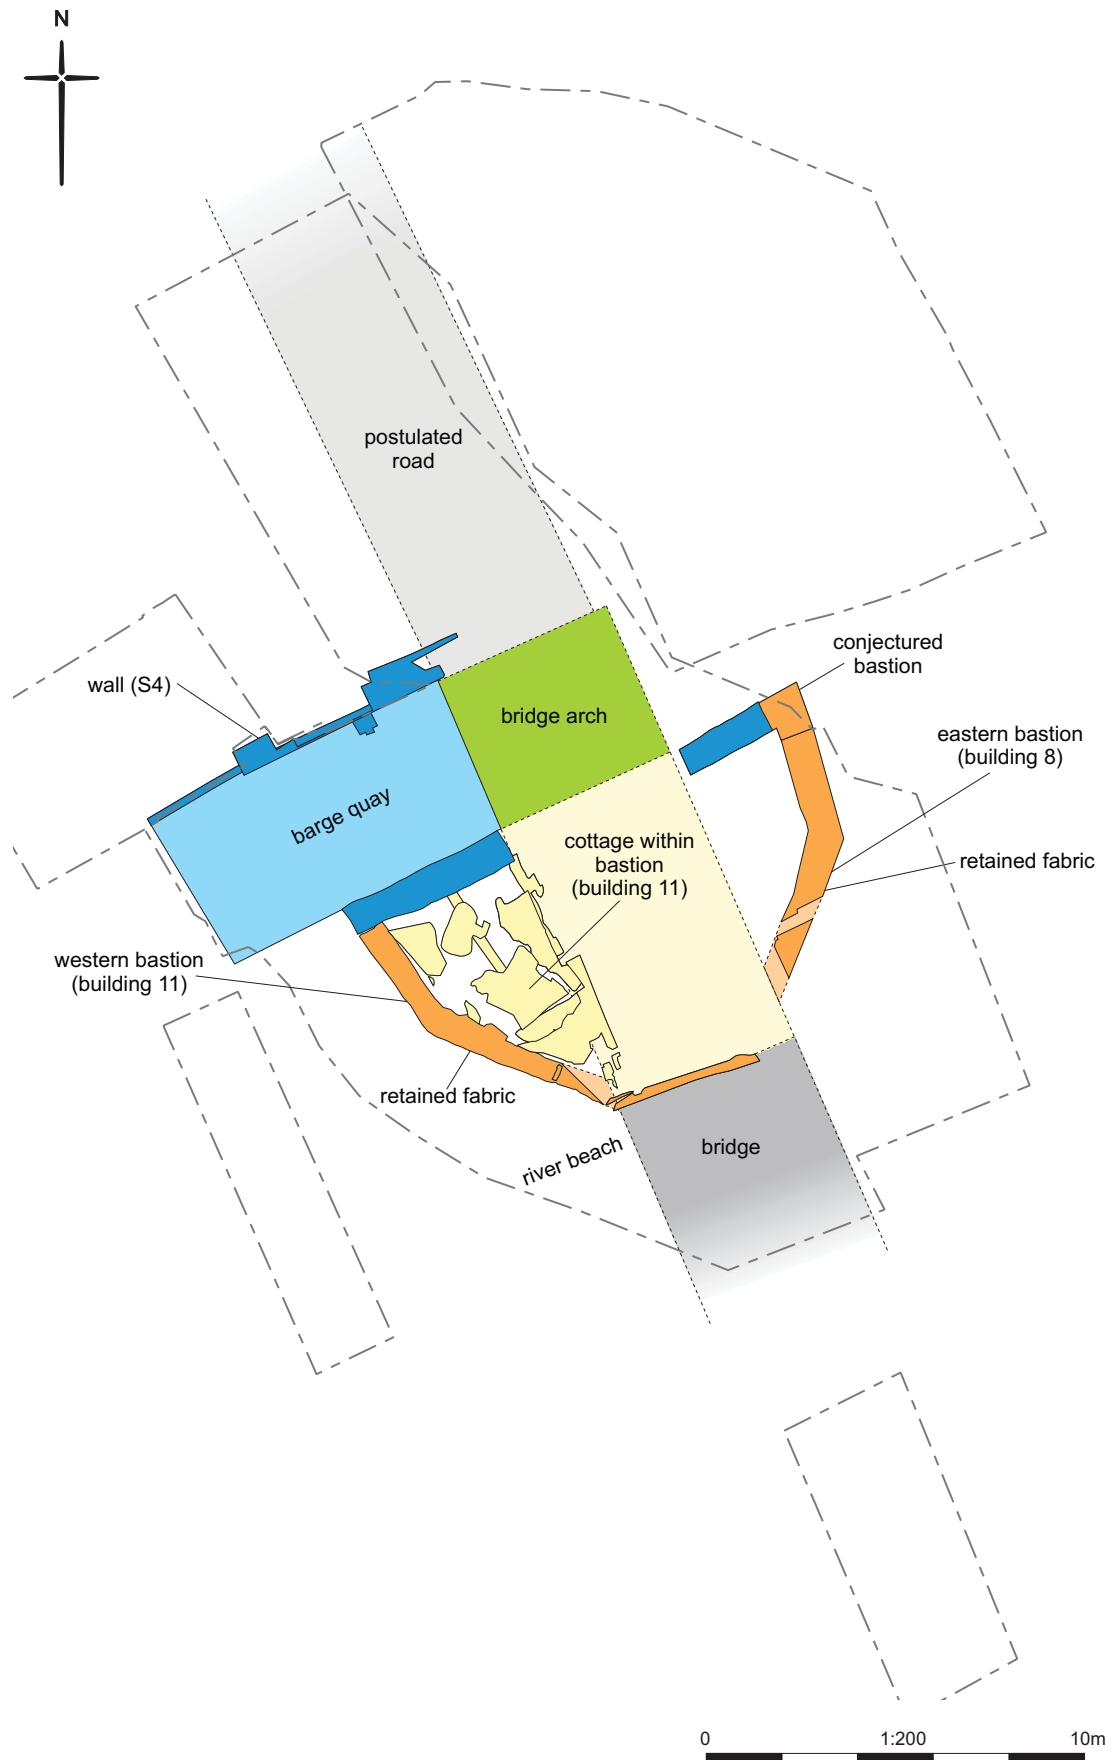 N
postulated
road
conjectured
bastion
wall (S4)
bridge arch
eastern bastion
(building 8)
barge quay
cottage within
bastion
(building 11)
retained fabric
western bastion
(building 11)
retained fabric
river beach
bridge
0 1:200 10m